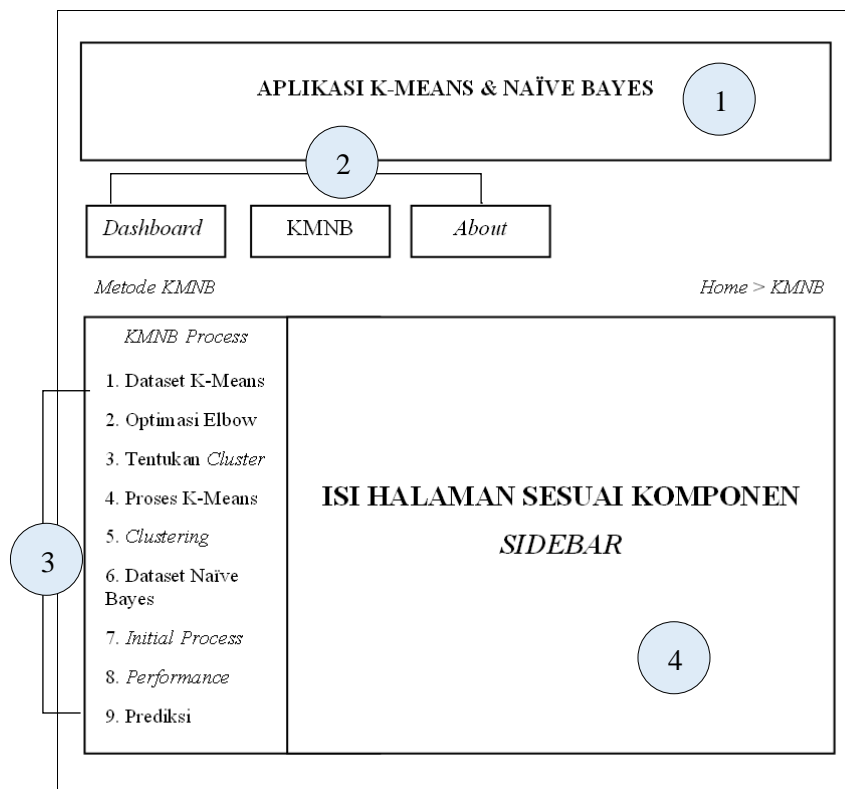 APLIKASI K-MEANS & NAÏVE BAYES
1
2
Dashboard
KMNB
About
Metode KMNB
Home > KMNB
KMNB Process
1. Dataset K-Means
2. Optimasi Elbow
3. Tentukan Cluster
4. Proses K-Means
5. Clustering
6. Dataset Naïve
Bayes
7. Initial Process
8. Performance
9. Prediksi
3
ISI HALAMAN SESUAI KOMPONEN
SIDEBAR
4